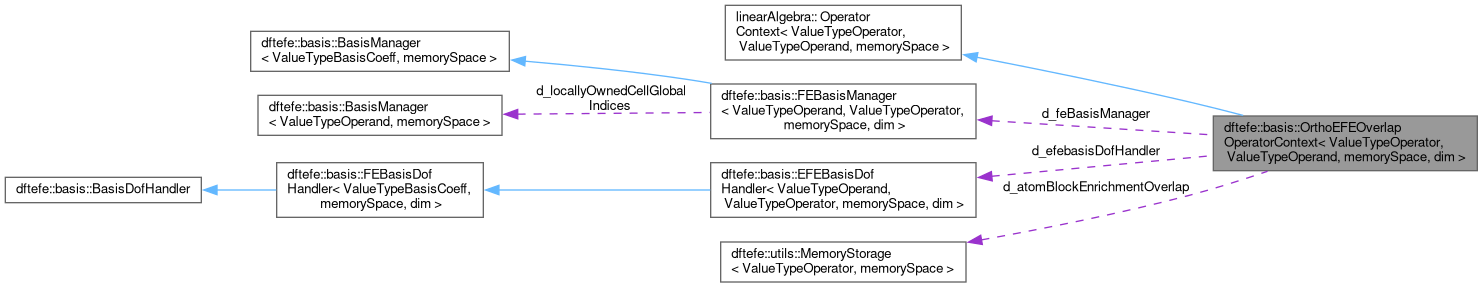 linearAlgebra:: Operator
Context< ValueTypeOperator,
ValueTypeOperand, memorySpace >
dftefe::basis::BasisManager
< ValueTypeBasisCoeff, memorySpace >
d_locallyOwnedCellGlobal
Indices
dftefe::basis::BasisManager
< ValueTypeOperand, memorySpace >
dftefe::basis::FEBasisManager
< ValueTypeOperand, ValueTypeOperator,
memorySpace, dim >
d_feBasisManager
dftefe::basis::OrthoEFEOverlap
OperatorContext< ValueTypeOperator,
ValueTypeOperand, memorySpace, dim >
d_efebasisDofHandler
dftefe::basis::BasisDofHandler
dftefe::basis::FEBasisDof
Handler< ValueTypeBasisCoeff,
memorySpace, dim >
dftefe::basis::EFEBasisDof
Handler< ValueTypeOperand,
ValueTypeOperator, memorySpace, dim >
d_atomBlockEnrichmentOverlap
dftefe::utils::MemoryStorage
< ValueTypeOperator, memorySpace >